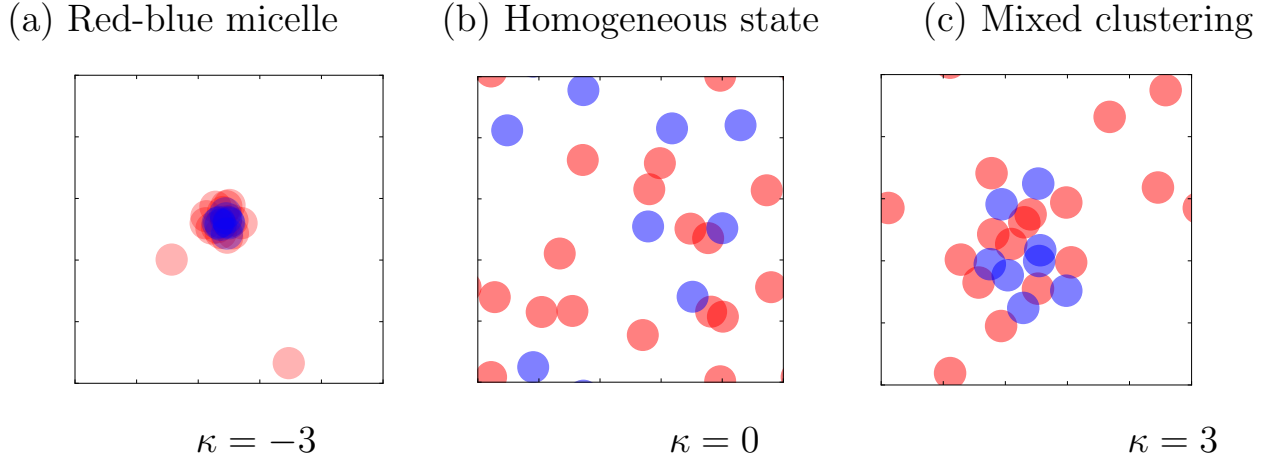 (a) Red-blue micelle
(b) Homogeneous state
(c) Mixed clustering
κ = −3
κ = 0
κ = 3